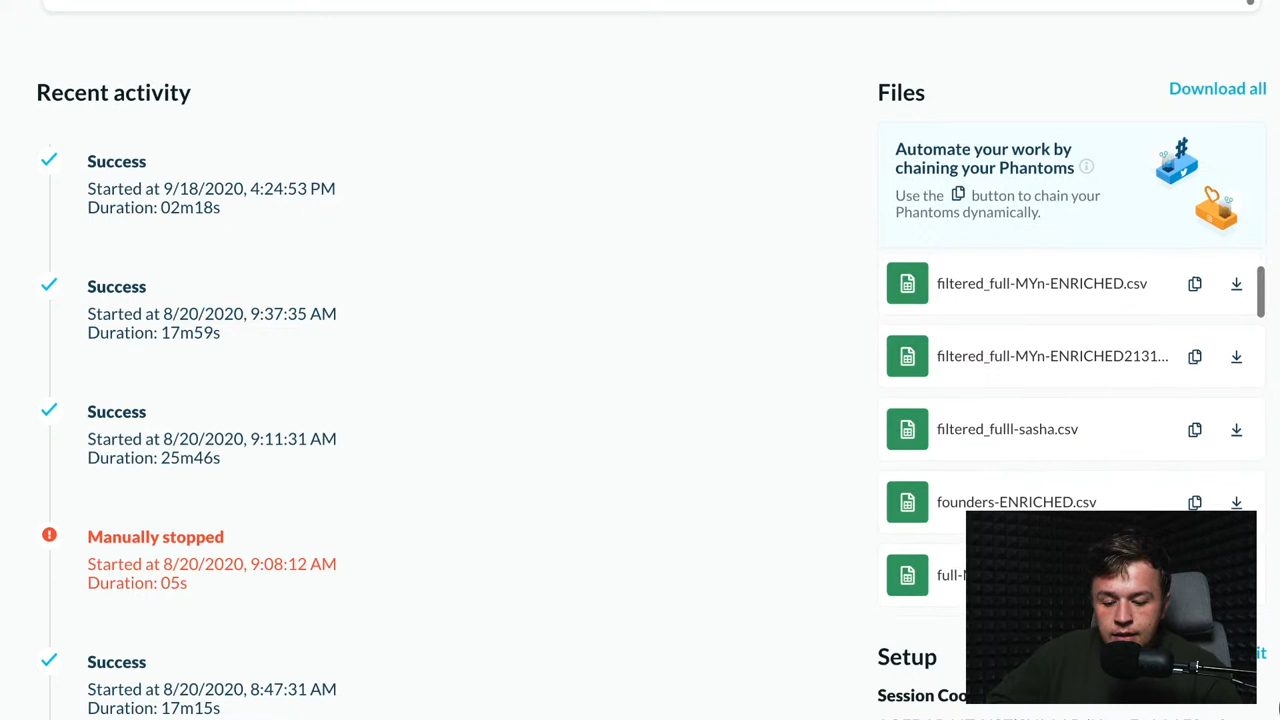 Recent activity
Success
Started at 9/18/2020, 4:24:53 PM
Duration: 02m18s
Success
Started at 8/20/2020, 9:37:35 AM
Duration: 17m59s
Success
Started at 8/20/2020, 9:11:31 AM
Duration: 25m46s
Manually stopped
Started at 8/20/2020, 9:08:12 AM
Duration: 05s
Success
Started at 8/20/2020, 8:47:31 AM
Duration: 17m15s
Files
Download all
Automate your work by
chaining your Phantoms
Use the button to chain your
Phantoms dynamically.
filtered_full-MYn-ENRICHED.csv
filtered_full-MYn-ENRICHED2131...
filtered_fulll-sasha.csv
founders-ENRICHED.csv
Setup
Session